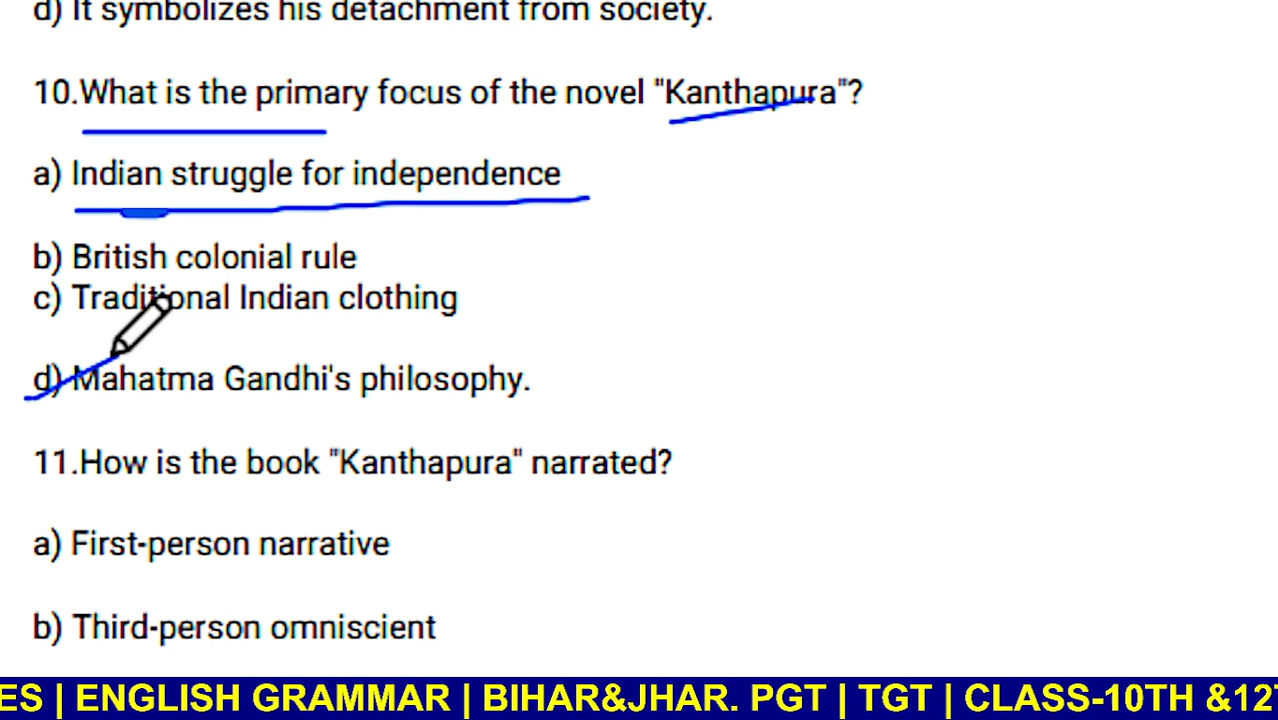 d) It symbolizes his detachment from society.
10.What is the primary focus of the novel "Kanthapura"?
a) Indian struggle for independence
b) British colonial rule
c) Traditional Indian clothing
d) Mahatma Gandhi's philosophy.
11.How is the book "Kanthapura" narrated?
a) First-person narrative
b) Third-person omniscient
ES | ENGLISH GRAMMAR | BIHAR&JHAR. PGT | TGT | CLASS-10TH &12T